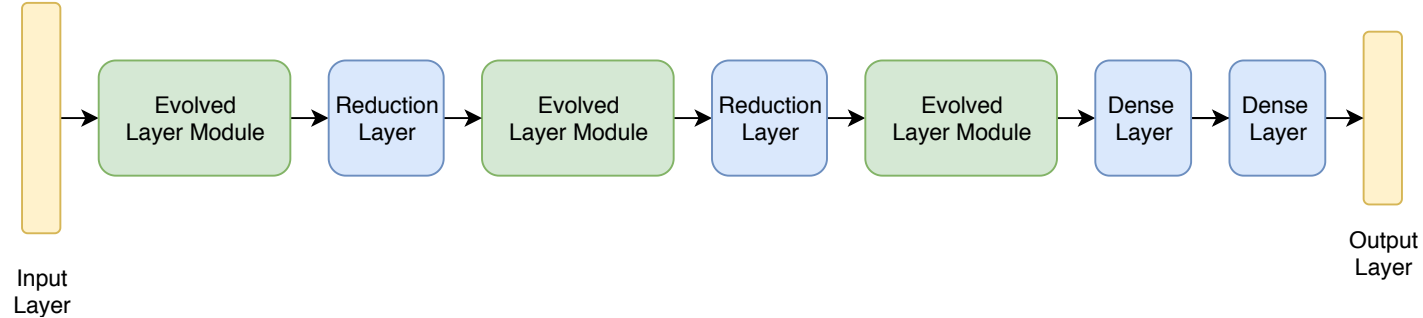 Input
Layer
Evolved
Layer Module
Reduction
Layer
Evolved
Layer Module
Reduction
Layer
Evolved
Layer Module
Dense
Layer
Dense
Layer
Output
Layer